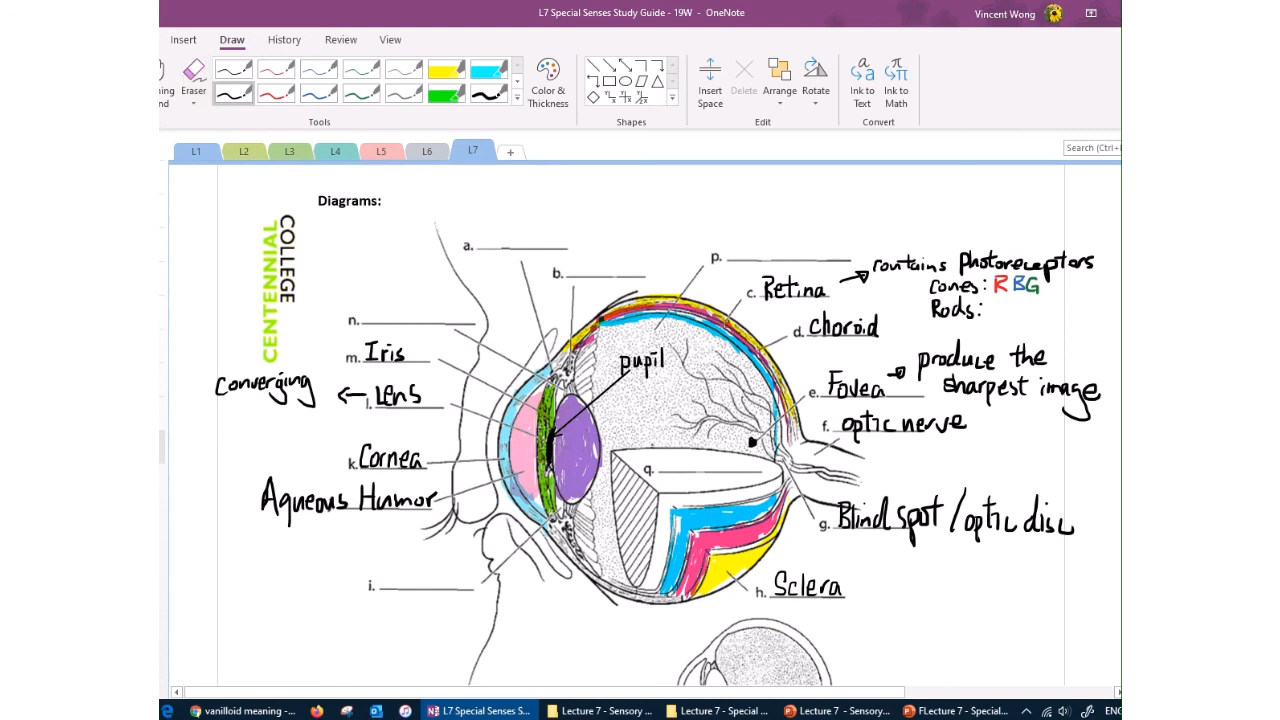 L7 Special Senses Study Guide - 19W - OneNote
Vincent Wong
Insert Draw History Review View
Eraser
Color & Thickness
Insert Space
Delete
Arrange
Rotate
Ink to Text
Ink to Math
Tools Shapes Edit Convert
L1 L2 L3 L4 L5 L6 L7 +
Search (Ctrl+
Diagrams:
CENTENNIAL
COLLEGE
a.
b.
p.
contains Photoreceptors
c. Retina
Cones: R B G
Rods:
n.
d. choroid
m. Iris
pupil
produce the
sharpest image
Converging
l. Lens
e. Fovea
f. optic nerve
k. Cornea
q.
Aqueous Humor
g. Blind spot / optic disc
i.
h. Sclera
vanilloid meaning -...
L7 Special Senses S...
Lecture 7 - Sensory ...
Lecture 7 - Special ...
Lecture 7 - Sensory ...
FLecture 7 - Special...
ENG